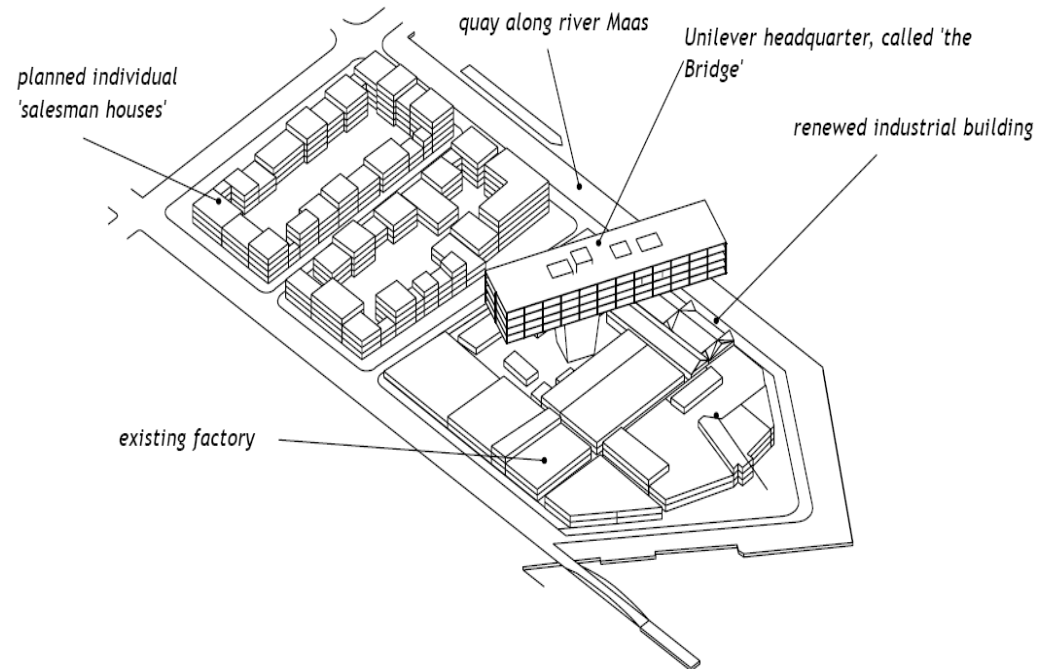 quay along river Maas
Unilever headquarter, called 'the
Bridge'
planned individual
'salesman houses'
renewed industrial building
existing factory